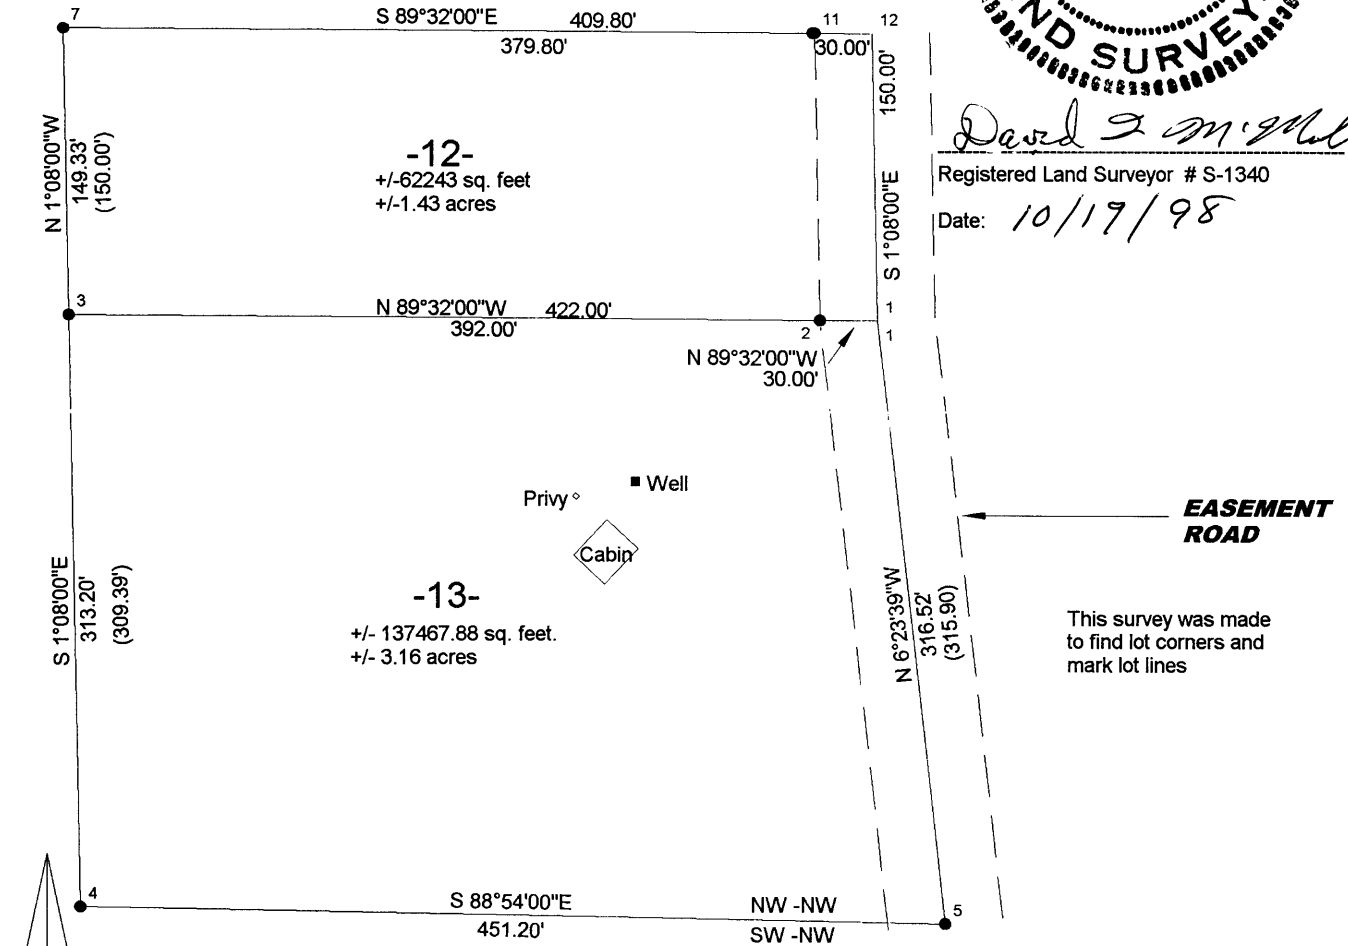 7
S 89°32'00"E 409.80'
379.80'
11
12
30.00'
150.00'
S 1°08'00"E
N 1°08'00"W
149.33'
(150.00')
-12-
+/-62243 sq. feet
+/-1.43 acres
ND SURVEY
David
Registered Land Surveyor # S-1340
Date: 10/19/98
3
N 89°32'00"W 422.00'
392.00'
2
1
1
N 89°32'00"W
30.00'
Privy
Well
Cabin
EASEMENT
ROAD
S 1°08'00"E
313.20'
(309.39')
-13-
+/- 137467.88 sq. feet.
+/- 3.16 acres
N 6°23'39"W
316.52'
(315.90)
This survey was made
to find lot corners and
mark lot lines
4
S 88°54'00"E
451.20'
NW -NW
SW -NW
5